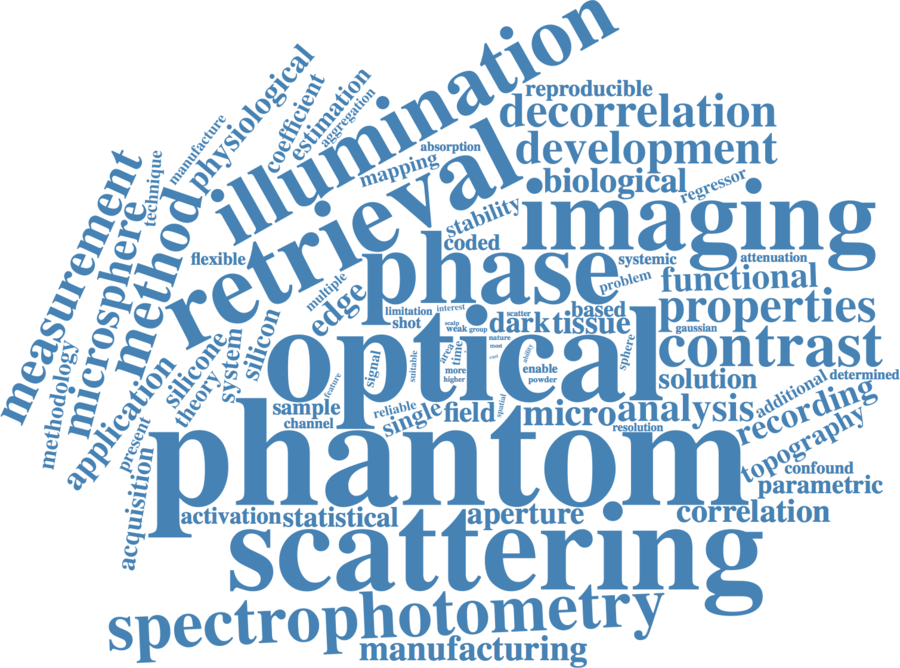 illumination
reproducible
decorrelation
physiological
coefficient
estimation
aggregation
manufacture
technique
absorption
mapping
development
biological
regressor
retrieval
measurement
microsphere
method
stability
coded
imaging
flexible
phase
systemic
attenuation
problem
functional
multiple
edge
limitation
interest
shot
scalp
weak
group
scatter
dark
based
tissue
properties
gaussian
contrast
optical
silicon
system
silicone
theory
application
methodology
signal
suitable
area
time
more
higher
nature
ability
enable
powder
sphere
solution
feature
sample
channel
reliable
single
field
spatial
micro
analysis
resolution
additional
determined
recording
topography
confound
parametric
present
acquisition
phantom
activation
statistical
aperture
correlation
scattering
spectrophotometry
manufacturing